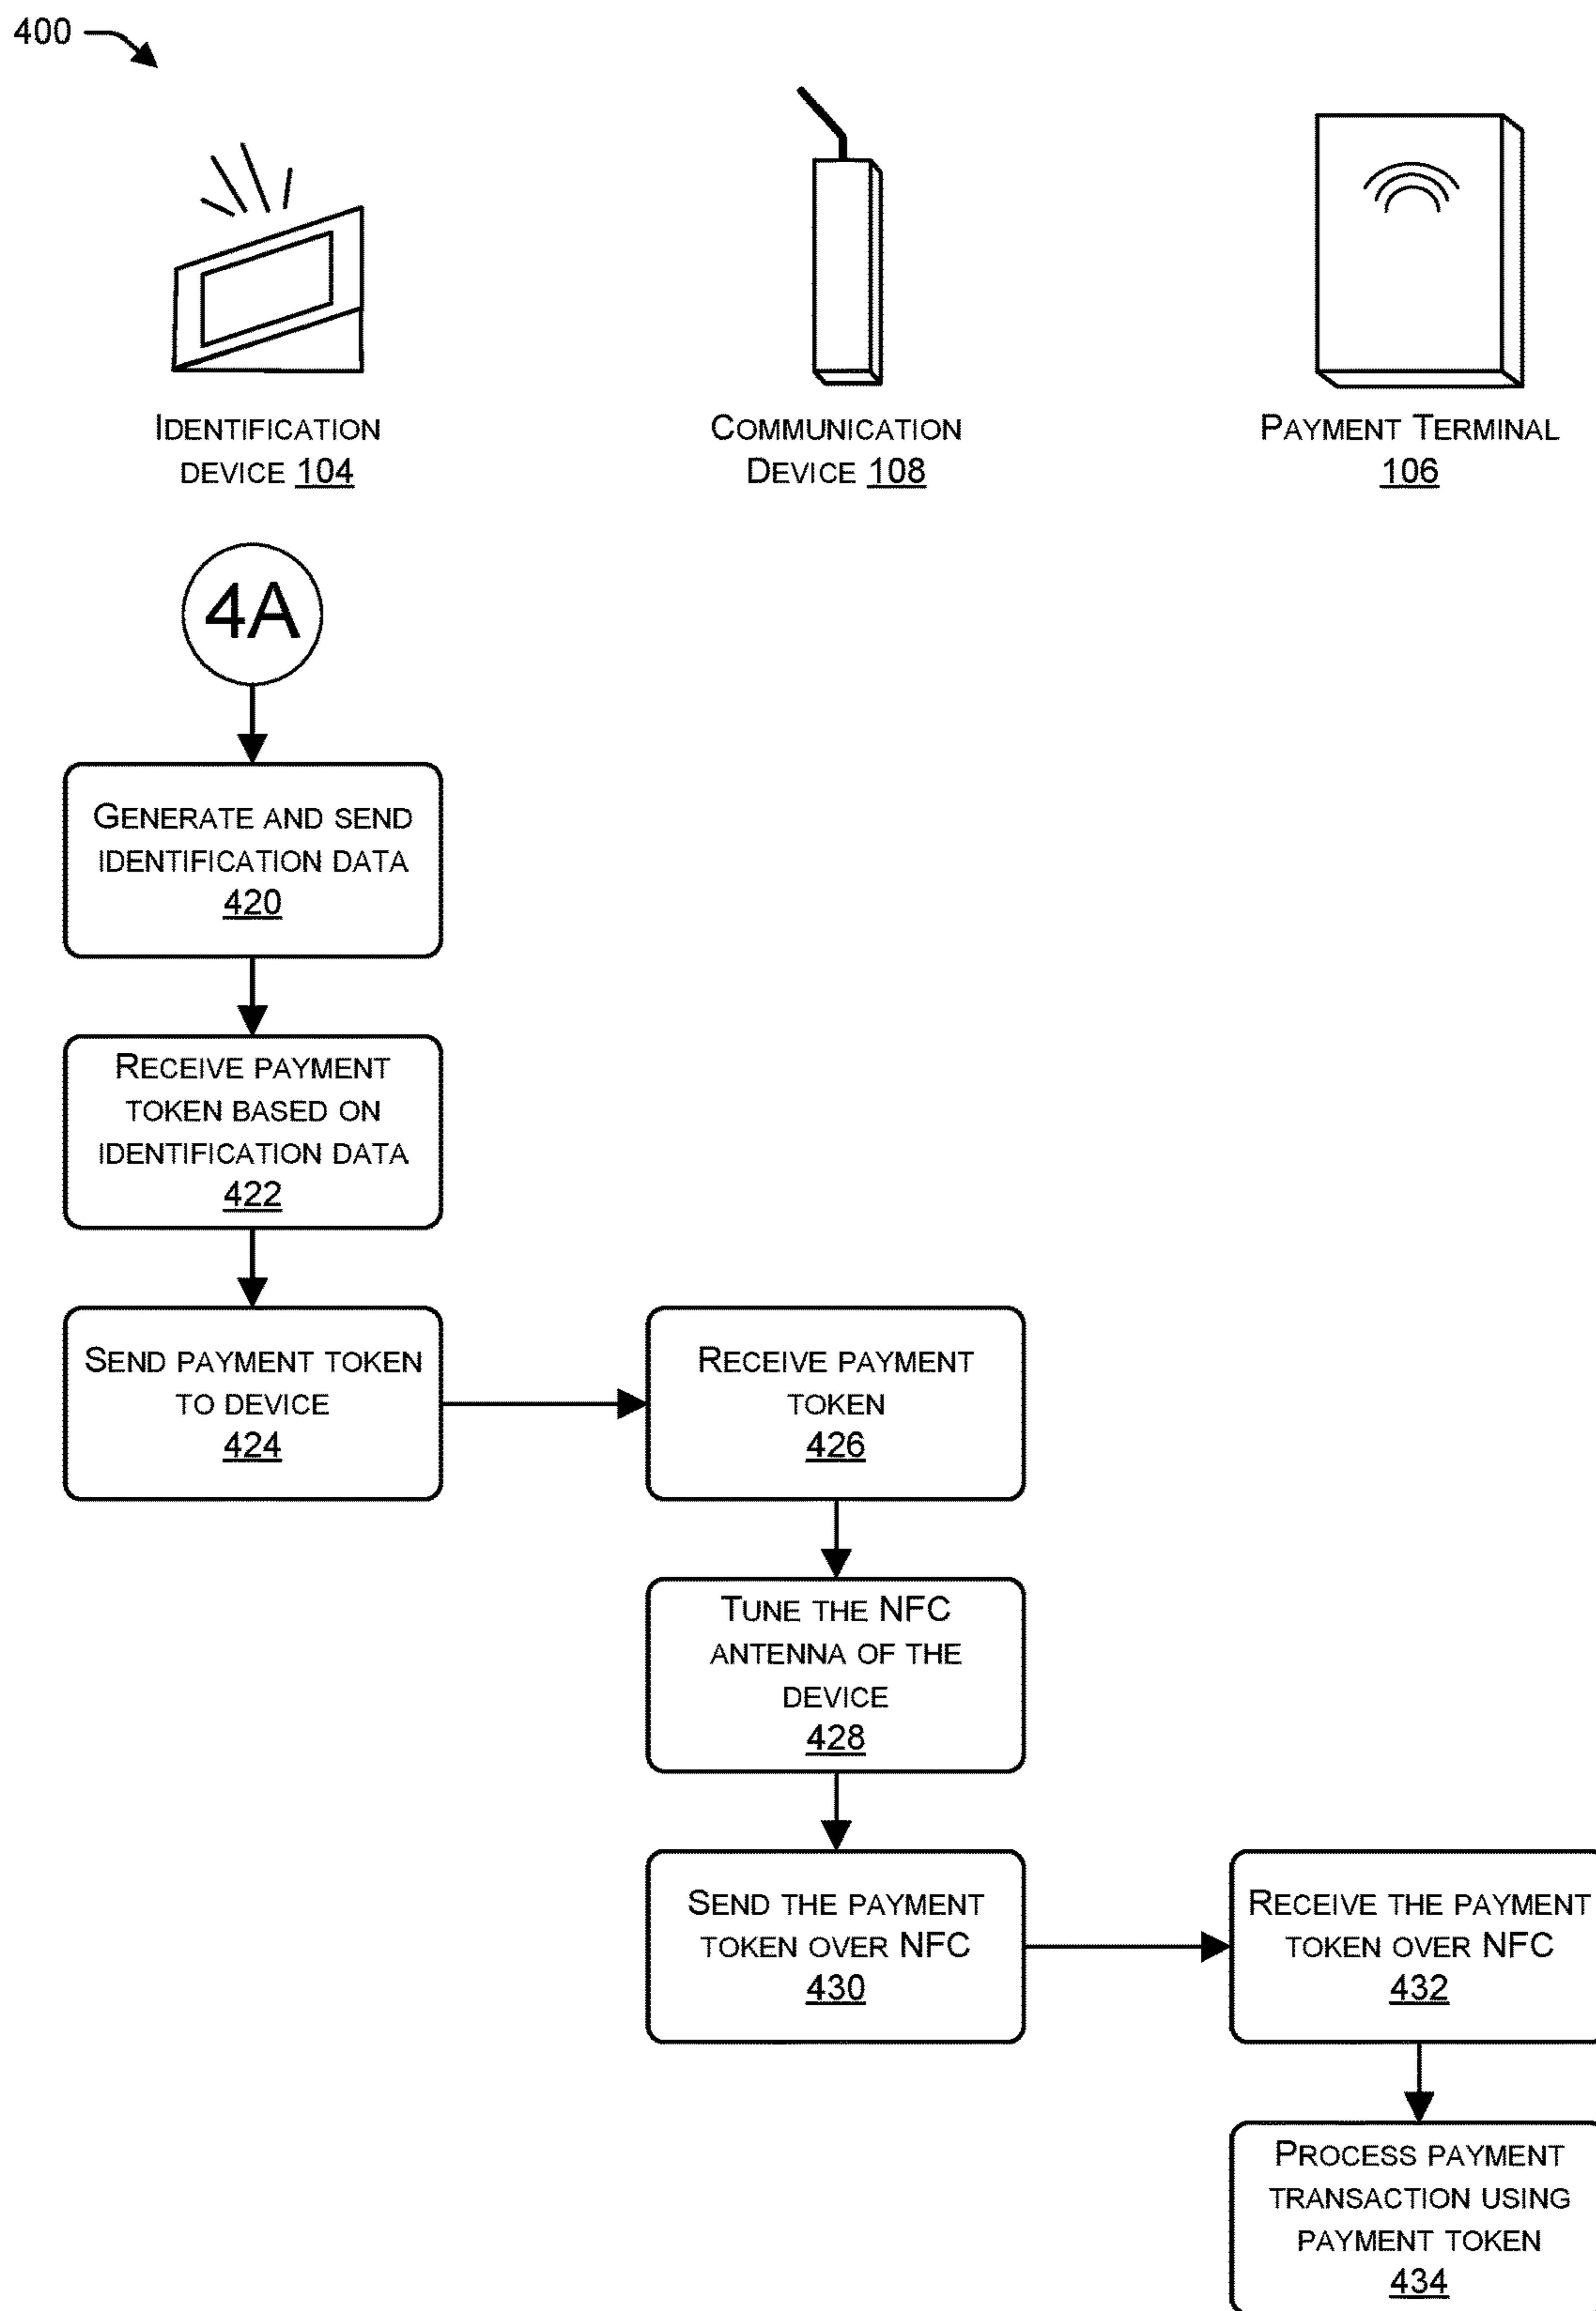 400
IDENTIFICATION
DEVICE 104
COMMUNICATION
DEVICE 108
PAYMENT TERMINAL
106
4A
GENERATE AND SEND
IDENTIFICATION DATA
420
RECEIVE PAYMENT
TOKEN BASED ON
IDENTIFICATION DATA
422
SEND PAYMENT TOKEN
TO DEVICE
424
RECEIVE PAYMENT
TOKEN
426
TUNE THE NFC
ANTENNA OF THE
DEVICE
428
SEND THE PAYMENT
TOKEN OVER NFC
430
RECEIVE THE PAYMENT
TOKEN OVER NFC
432
PROCESS PAYMENT
TRANSACTION USING
PAYMENT TOKEN
434